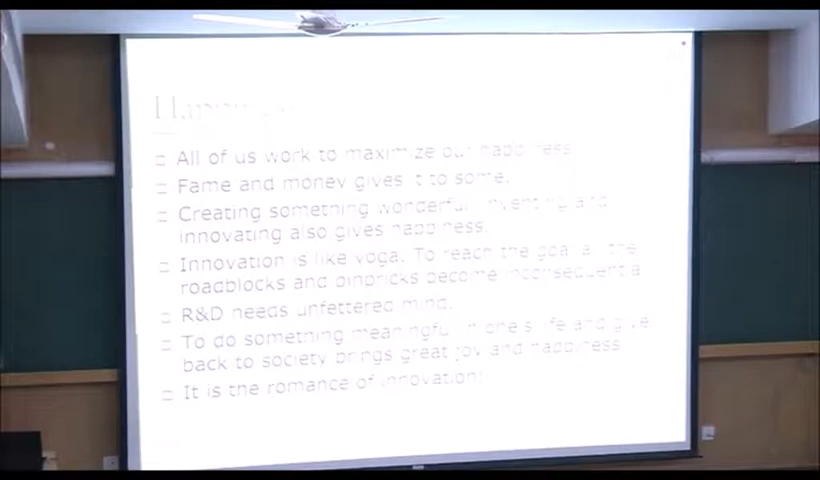 Happiness
All of us work to maximize our happiness
Fame and money gives it to some.
Creating something wonderful, inventing and
innovating also gives happiness.
Innovation is like yoga. To reach the goal all the
roadblocks and pinpricks become inconsequential
R&D needs unfettered mind.
To do something meaningful in one's life and give
back to society brings great joy and happiness
It is the romance of innovation!